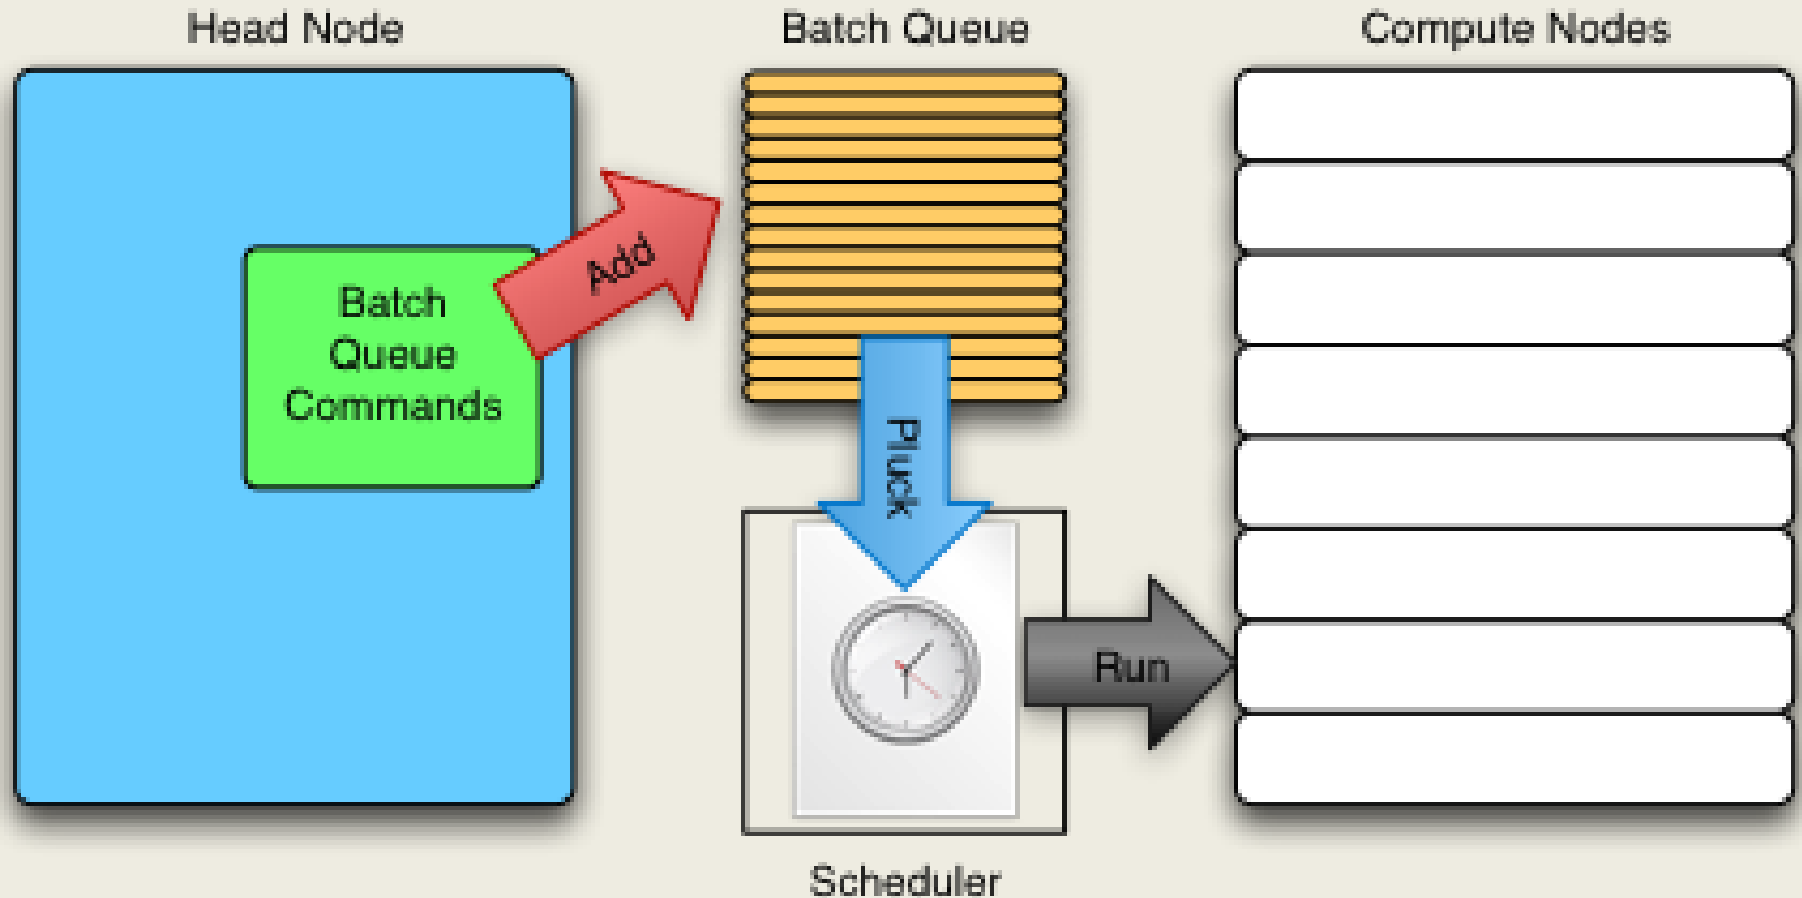 Head Node
Batch Queue
Compute Nodes
Add
Batch
Queue
Commands
Pluck
Run
Scheduler